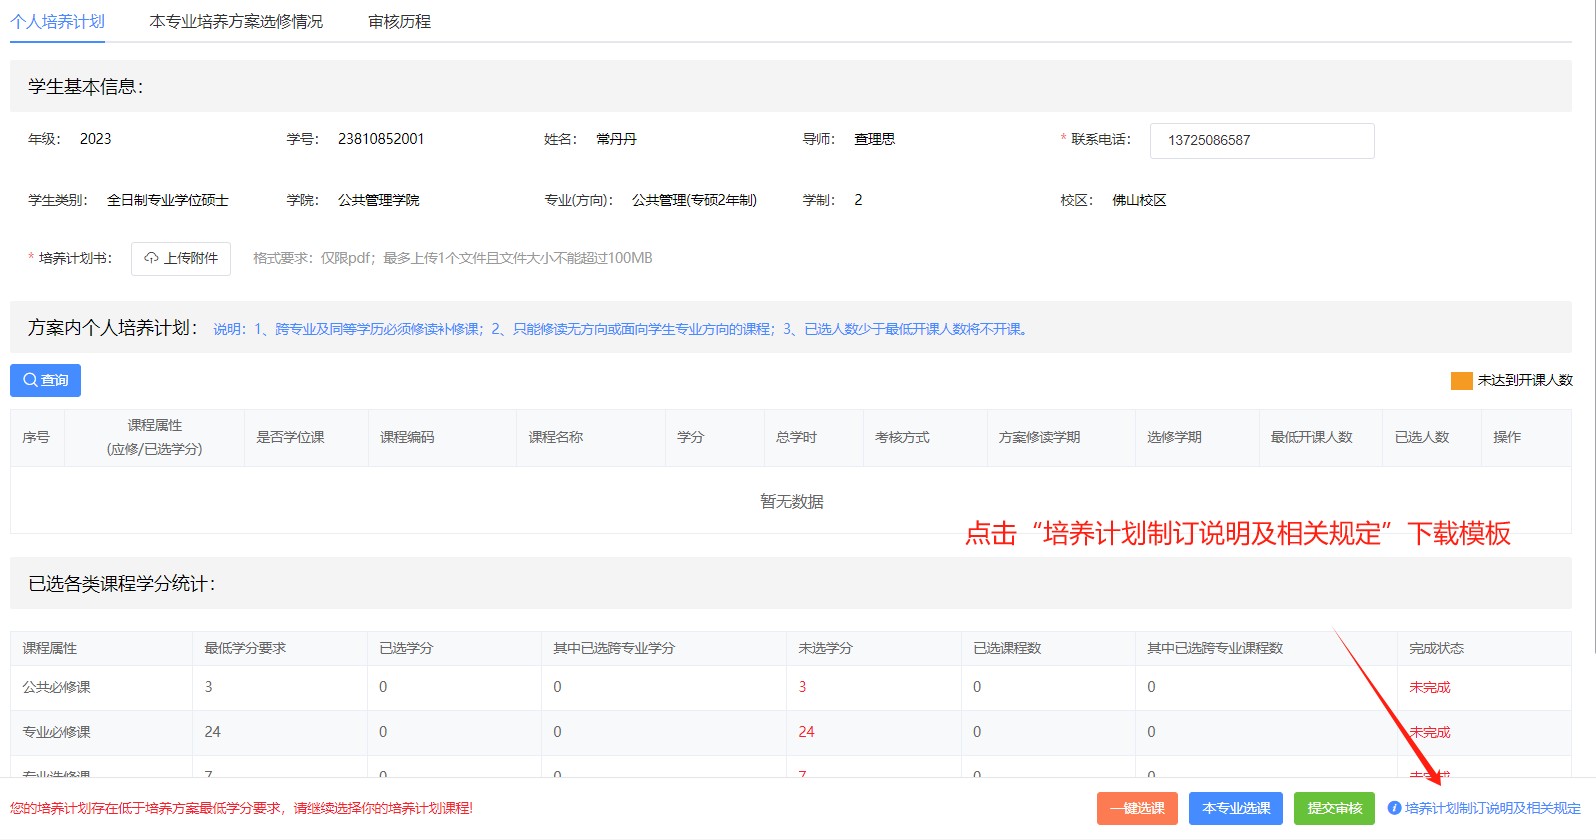 个人培养计划 本专业培养方案选修情况 审核历程
学生基本信息:
年级: 2023 学号: 23810852001 姓名: 常丹丹 导师: 查理思 * 联系电话: 13725086587
学生类别: 全日制专业学位硕士 学院: 公共管理学院 专业(方向): 公共管理(专硕2年制) 学制: 2 校区: 佛山校区
* 培养计划书: 上传附件 格式要求: 仅限pdf; 最多上传1个文件且文件大小不能超过100MB
方案内个人培养计划: 说明: 1、跨专业及同等学历必须修读补修课; 2、只能修读无方向或面向学生专业方向的课程; 3、已选人数少于最低开课人数将不开课。
查询 未达到开课人数
序号 课程属性 (应修/已选学分) 是否学位课 课程编码 课程名称 学分 总学时 考核方式 方案修读学期 选修学期 最低开课人数 已选人数 操作
暂无数据
点击“培养计划制订说明及相关规定”下载模板
已选各类课程学分统计:
课程属性 最低学分要求 已选学分 其中已选跨专业学分 未选学分 已选课程数 其中已选跨专业课程数 完成状态
公共必修课 3 0 0 3 0 0 未完成
专业必修课 24 0 0 24 0 0 未完成
专业选修课 7 0 0 7 0 0 未完成
您的培养计划存在低于培养方案最低学分要求，请继续选择你的培养计划课程! 一键选课 本专业选课 提交审核 培养计划制订说明及相关规定